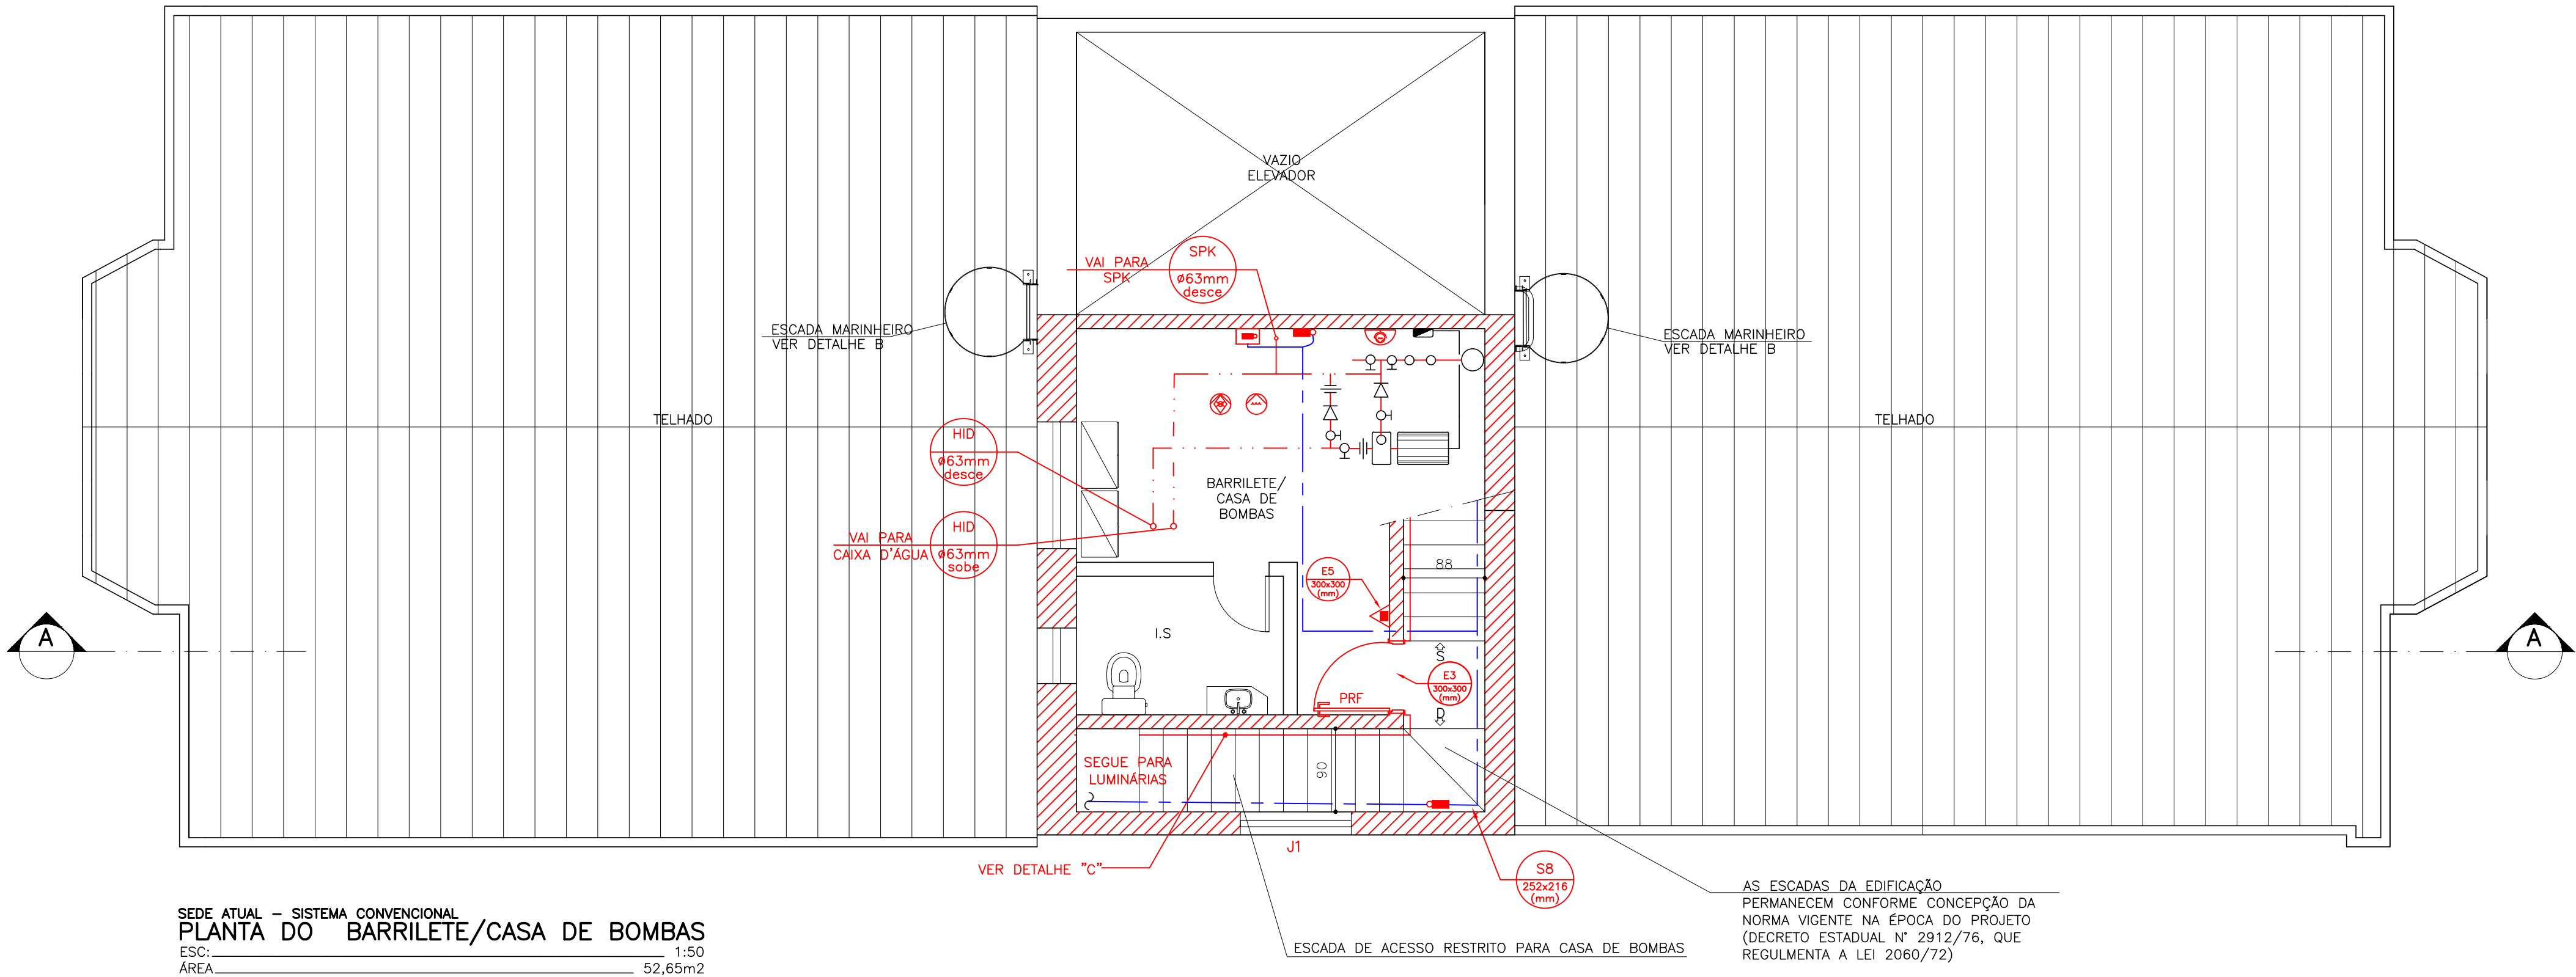 VAZIO
ELEVADOR
VAI PARA
SPK
SPK
ø63mm
desce
ESCADA MARINHEIRO
VER DETALHE B
ESCADA MARINHEIRO
VER DETALHE B
TELHADO
TELHADO
HID
ø63mm
desce
BARRILETE/
CASA DE
BOMBAS
VAI PARA
CAIXA D'ÁGUA
HID
ø63mm
sobe
E5
300x300
(mm)
88
A
I.S
S
E3
300x300
(mm)
D
PRF
A
SEGUE PARA
LUMINÁRIAS
90
J1
VER DETALHE "C"
S8
252x216
(mm)
AS ESCADAS DA EDIFICAÇÃO
PERMANECEM CONFORME CONCEPÇÃO DA
NORMA VIGENTE NA ÉPOCA DO PROJETO
(DECRETO ESTADUAL N° 2912/76, QUE
REGULMENTA A LEI 2060/72)
ESCADA DE ACESSO RESTRITO PARA CASA DE BOMBAS
SEDE ATUAL - SISTEMA CONVENCIONAL
PLANTA DO BARRILETE/CASA DE BOMBAS
ESC: 1:50
ÁREA 52,65m2